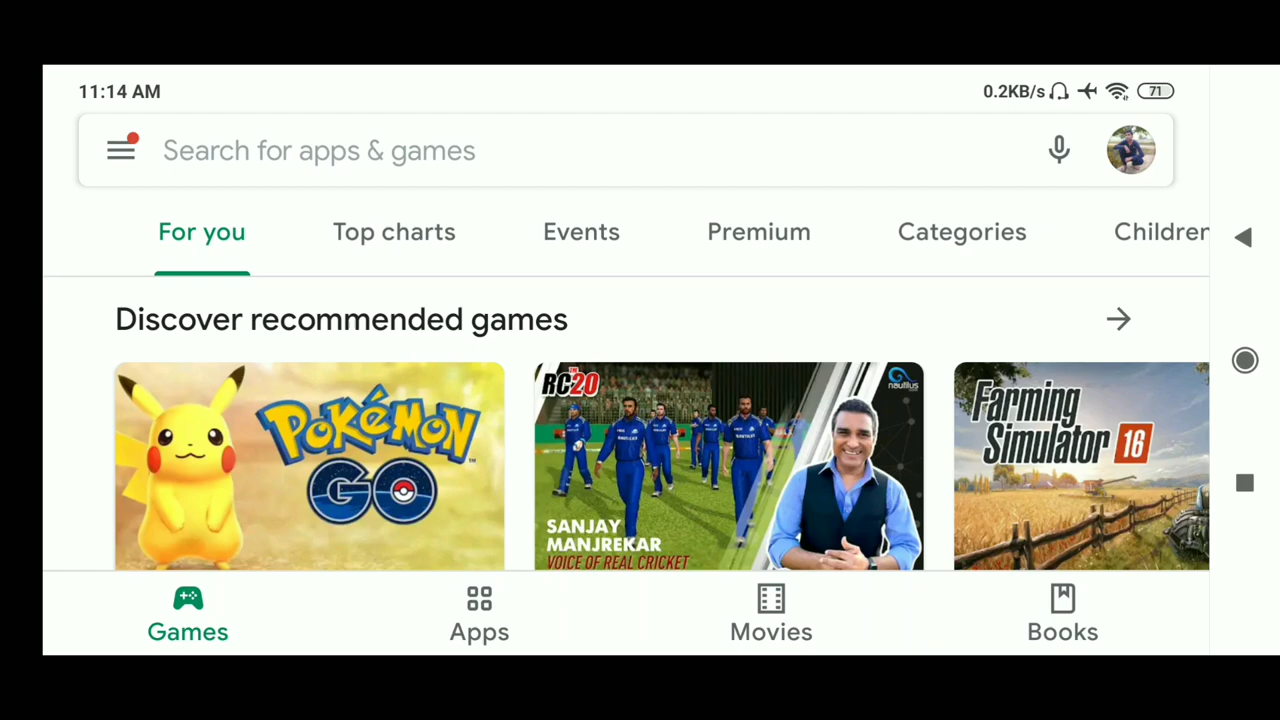 11:14 AM
0.2KB/s
71
Search for apps & games
For you
Top charts
Events
Premium
Categories
Childrer
Discover recommended games
POKÉMON
GO
THE
RC20
nautilus
SANJAY
MANJREKAR
VOICE OF REAL CRICKET
Farming
Simulator 16
Games
Apps
Movies
Books